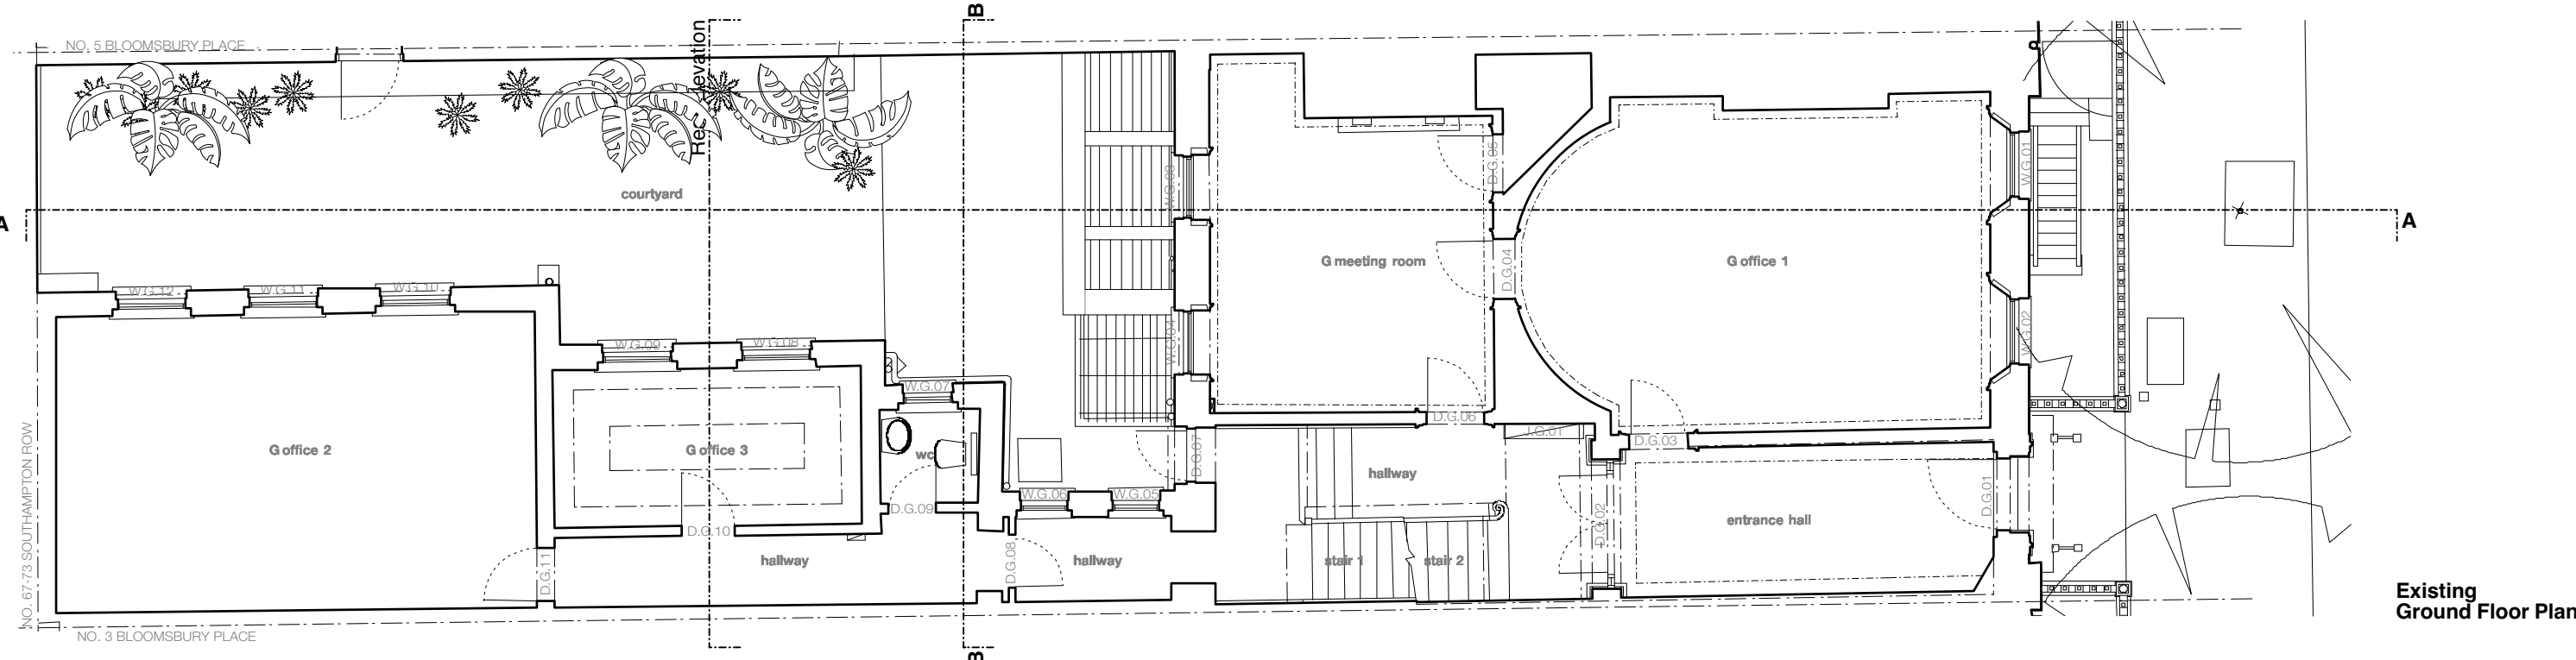 NO. 5 BLOOMSBURY PLACE
B
A
courtyard
W.G.03
D.G.05
W.G.01
G meeting room
D.G.04
G office 1
A
W.G.12
W.G.11
W.G.10
W.G.09
W.G.08
W.G.04
W.G.02
W.G.07
D.G.06
J.G.01
D.G.03
G office 2
G office 3
wc
D.G.07
hallway
W.G.06
W.G.05
D.G.09
D.G.10
D.G.01
D.G.02
entrance hall
NO. 67-73 SOUTHAMPTON ROW
D.G.11
hallway
D.G.08
hallway
stair 1
stair 2
Existing
Ground Floor Plan
NO. 3 BLOOMSBURY PLACE
B